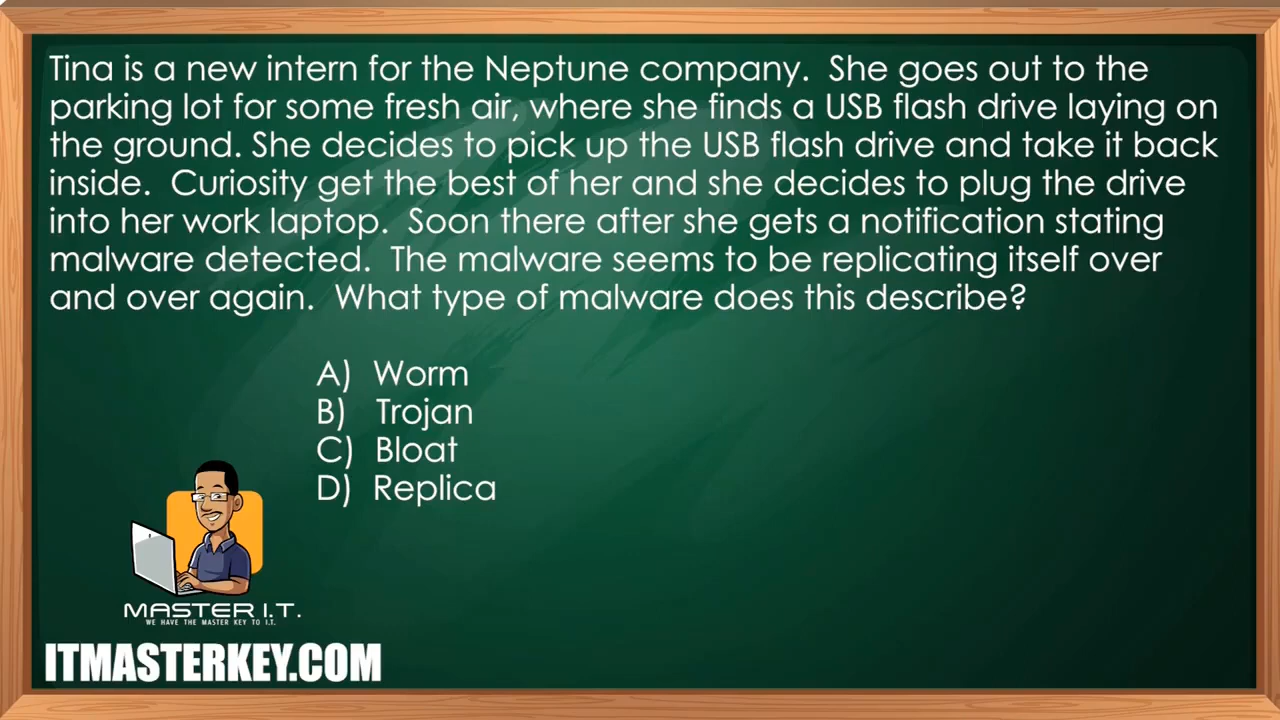 Tina is a new intern for the Neptune company.  She goes out to the
parking lot for some fresh air, where she finds a USB flash drive laying on
the ground. She decides to pick up the USB flash drive and take it back
inside.  Curiosity get the best of her and she decides to plug the drive
into her work laptop.  Soon there after she gets a notification stating
malware detected.  The malware seems to be replicating itself over
and over again.  What type of malware does this describe?
A)  Worm
B)  Trojan
C)  Bloat
D)  Replica
MASTER I.T.
WE HAVE THE MASTER KEY TO I.T.
ITMASTERKEY.COM